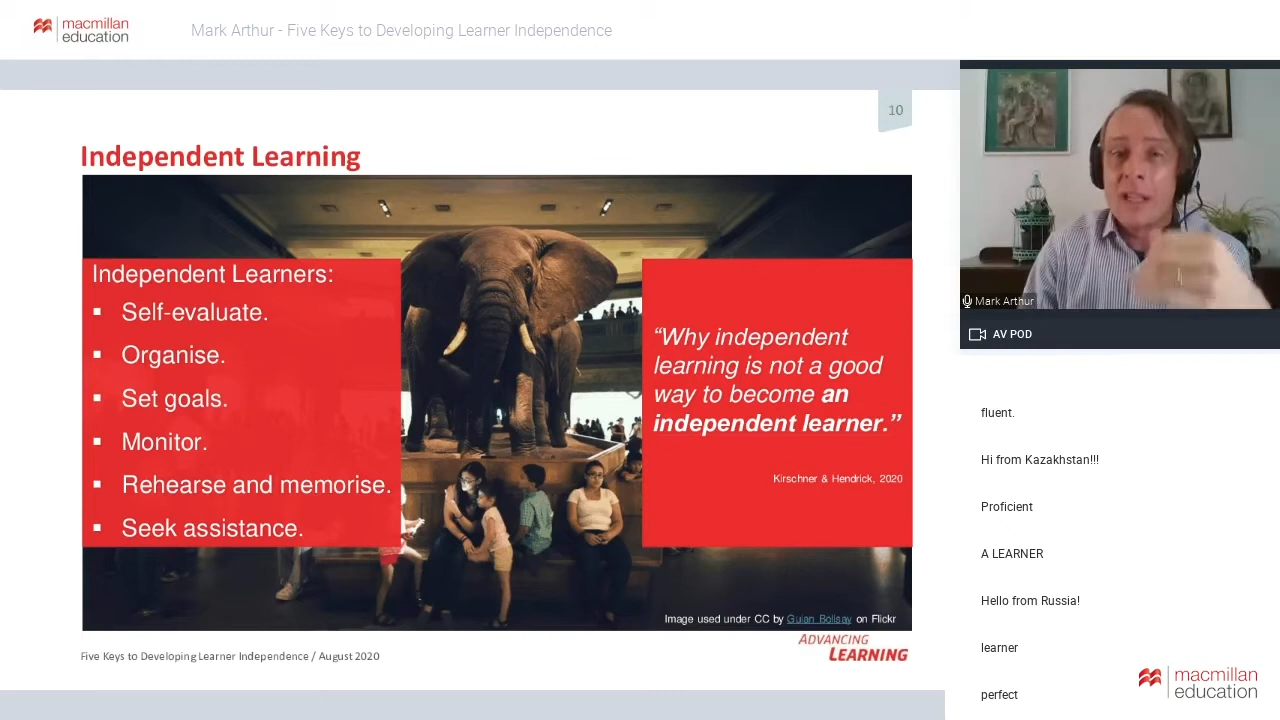 macmillan
education
Mark Arthur - Five Keys to Developing Learner Independence
10
Independent Learning
Independent Learners:
▪ Self-evaluate.
▪ Organise.
▪ Set goals.
▪ Monitor.
▪ Rehearse and memorise.
▪ Seek assistance.
“Why independent
learning is not a good
way to become an
independent learner.”
Kirschner & Hendrick, 2020
Image used under CC by Guian Bolisay on Flickr
ADVANCING
LEARNING
Five Keys to Developing Learner Independence / August 2020
Mark Arthur
AV POD
fluent.
Hi from Kazakhstan!!!
Proficient
A LEARNER
Hello from Russia!
learner
perfect
macmillan
education